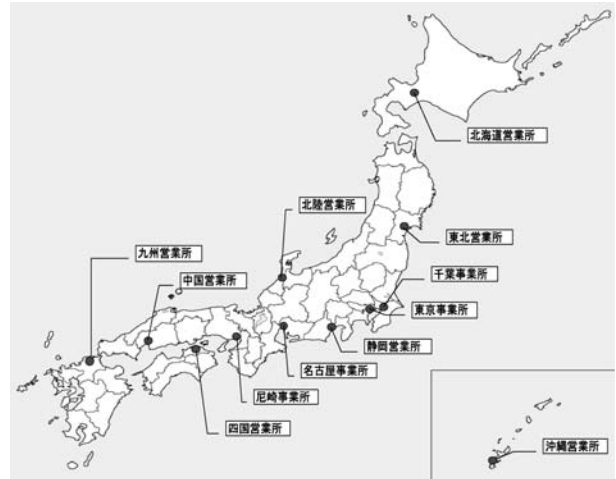 北海道営業所
北陸営業所
東北営業所
九州営業所
中国営業所
千葉事業所
東京事業所
静岡営業所
名古屋事業所
尼崎事業所
四国営業所
沖縄営業所